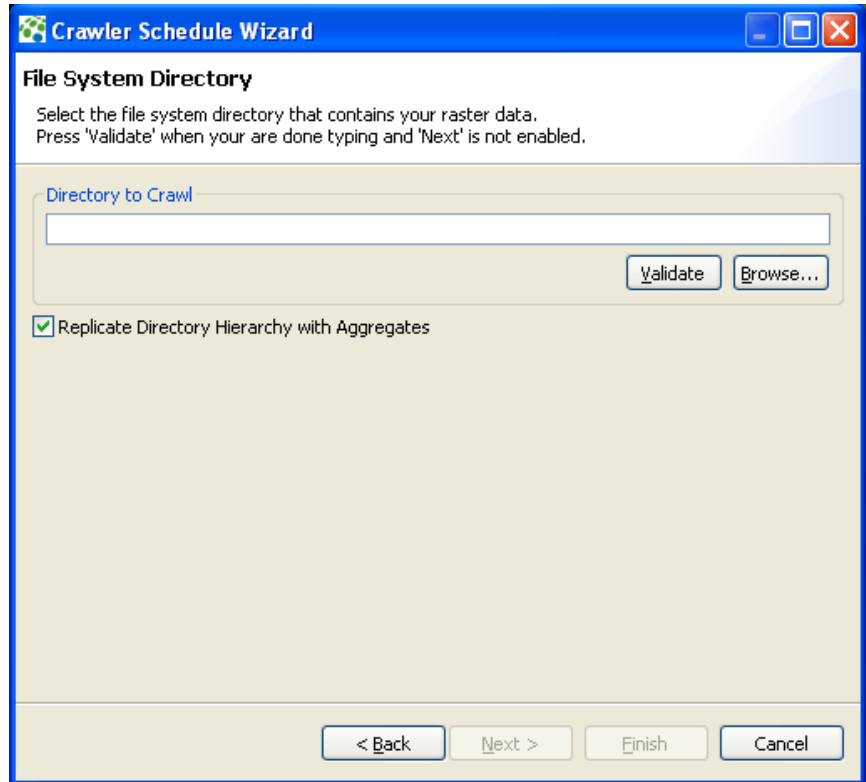 Crawler Schedule Wizard
File System Directory
Select the file system directory that contains your raster data.
Press 'Validate' when your are done typing and 'Next' is not enabled.
Directory to Crawl
Validate Browse...
Replicate Directory Hierarchy with Aggregates
< Back Next > Finish Cancel